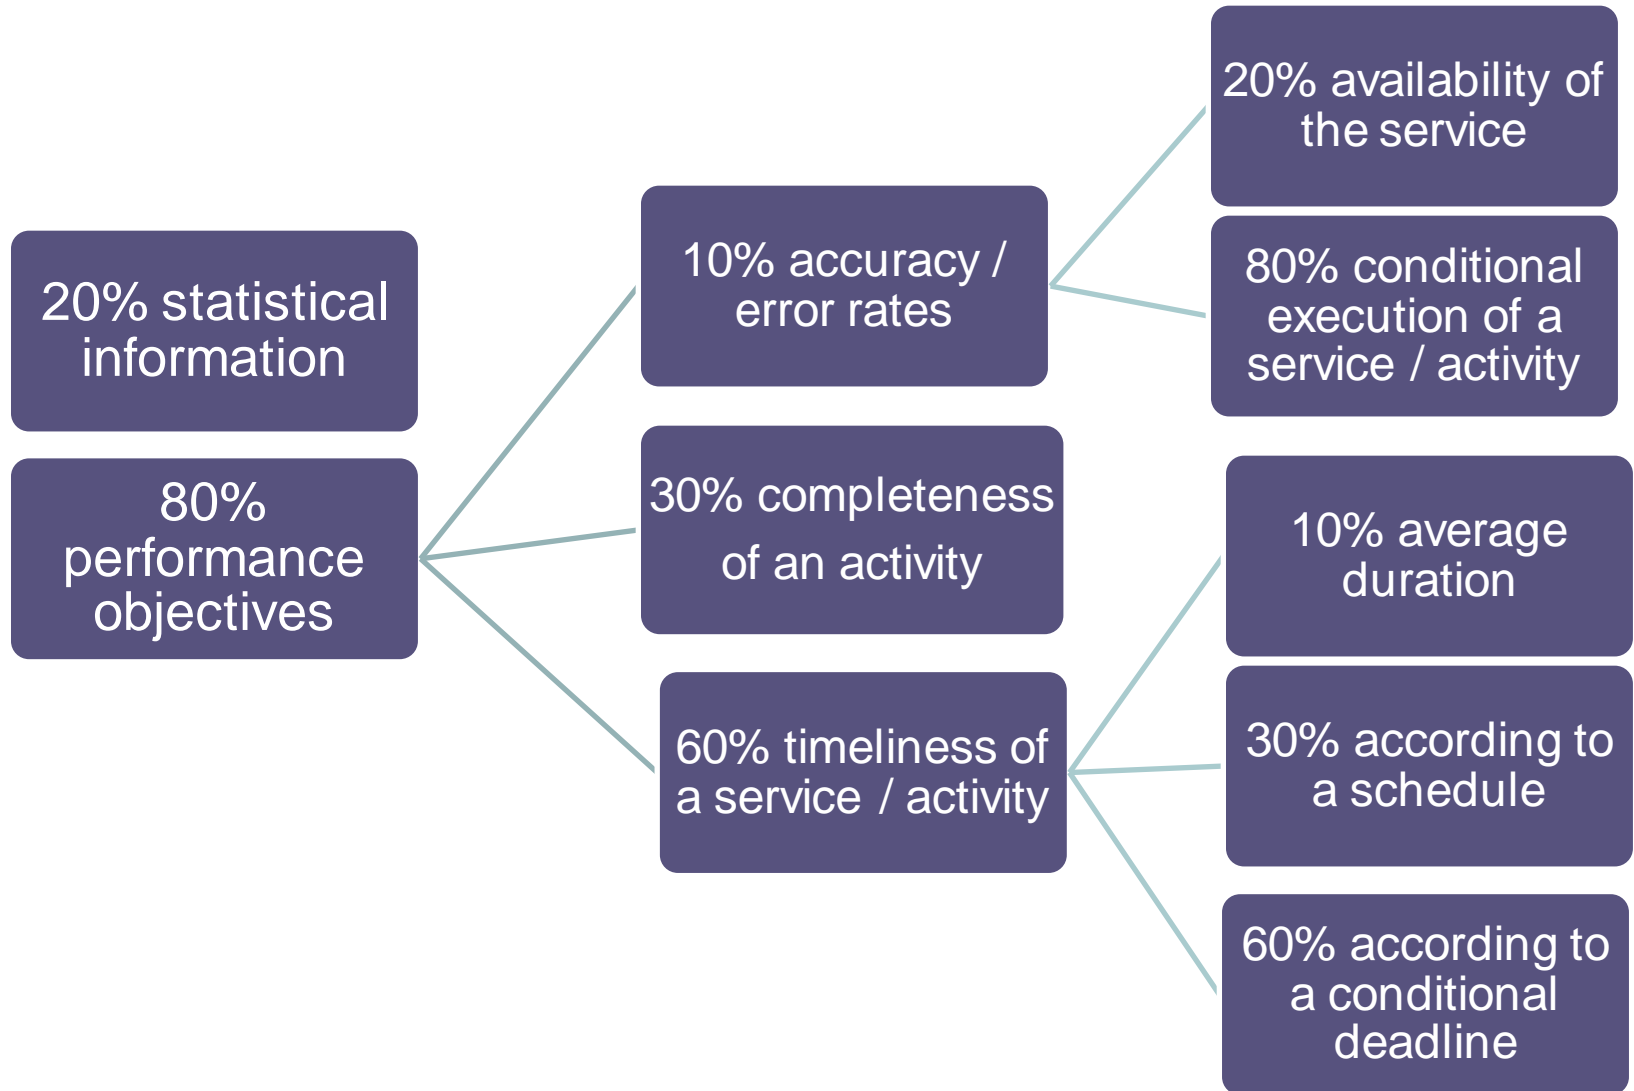 20% statistical
information
80%
performance
objectives
10% accuracy /
error rates
30% completeness
of an activity
60% timeliness of
a service / activity
20% availability of
the service
80% conditional
execution of a
service / activity
10% average
duration
30% according to
a schedule
60% according to
a conditional
deadline